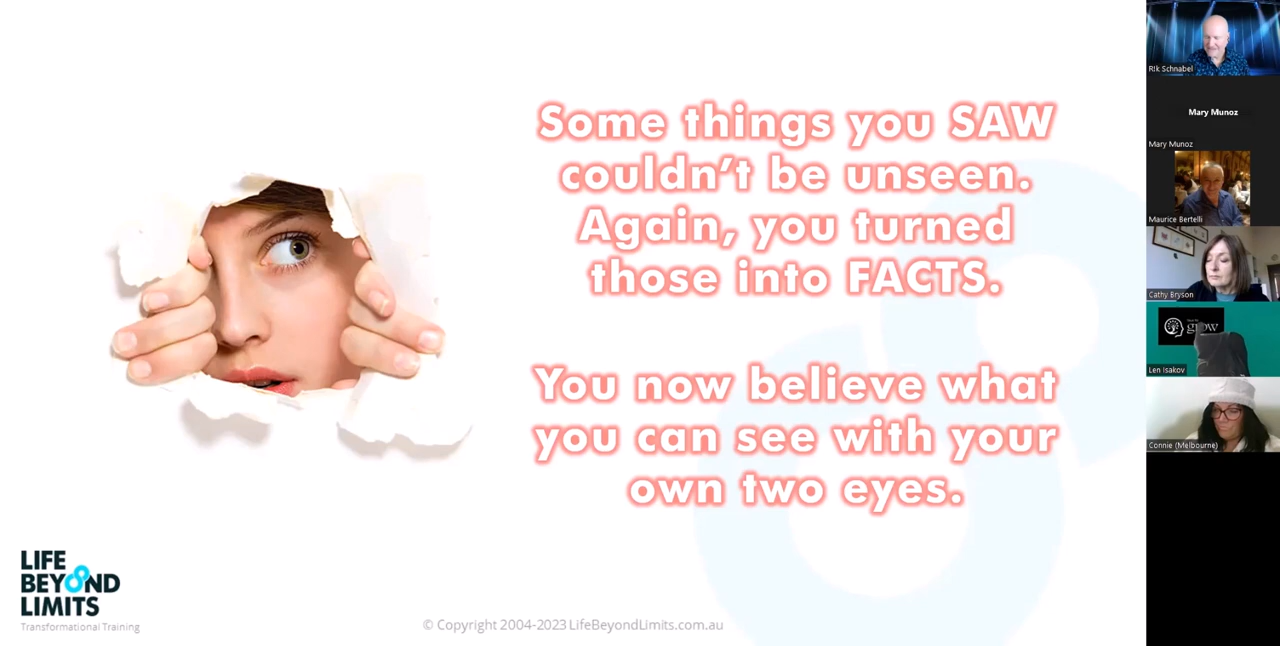 Some things you SAW
couldn't be unseen.
Again, you turned
those into FACTS.
You now believe what
you can see with your
own two eyes.
LIFE
BEYOND
LIMITS
Transformational Training
© Copyright 2004-2023 LifeBeyondLimits.com.au
RIk Schnabel
Mary Munoz
Mary Munoz
Maurice Bertelli
Cathy Bryson
grow
Len Isakov
Connie (Melbourne)